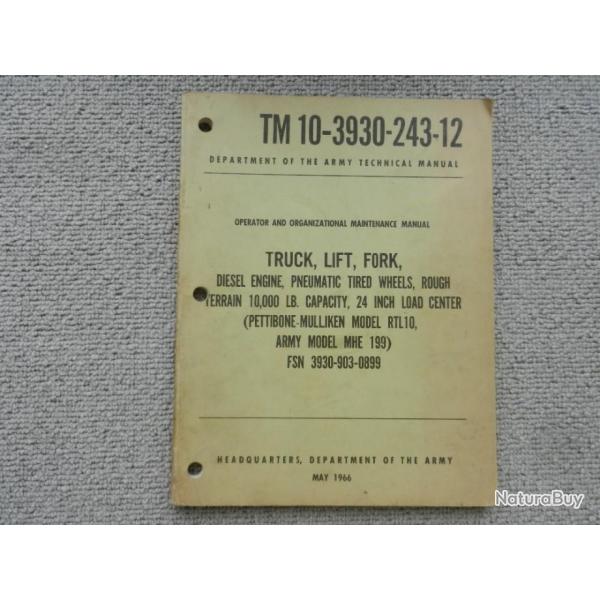 TM 10-3930-243-12
DEPARTMENT OF THE ARMY TECHNICAL MANUAL
OPERATOR AND ORGANIZATIONAL MAINTENANCE MANUAL
TRUCK, LIFT, FORK,
DIESEL ENGINE, PNEUMATIC TIRED WHEELS, ROUGH
TERRAIN 10,000 LB. CAPACITY, 24 INCH LOAD CENTER
(PETTIBONE-MULLIKEN MODEL RTL10,
ARMY MODEL MHE 199)
FSN 3930-903-0899
HEADQUARTERS, DEPARTMENT OF THE ARMY
MAY 1966
NaturaBuy